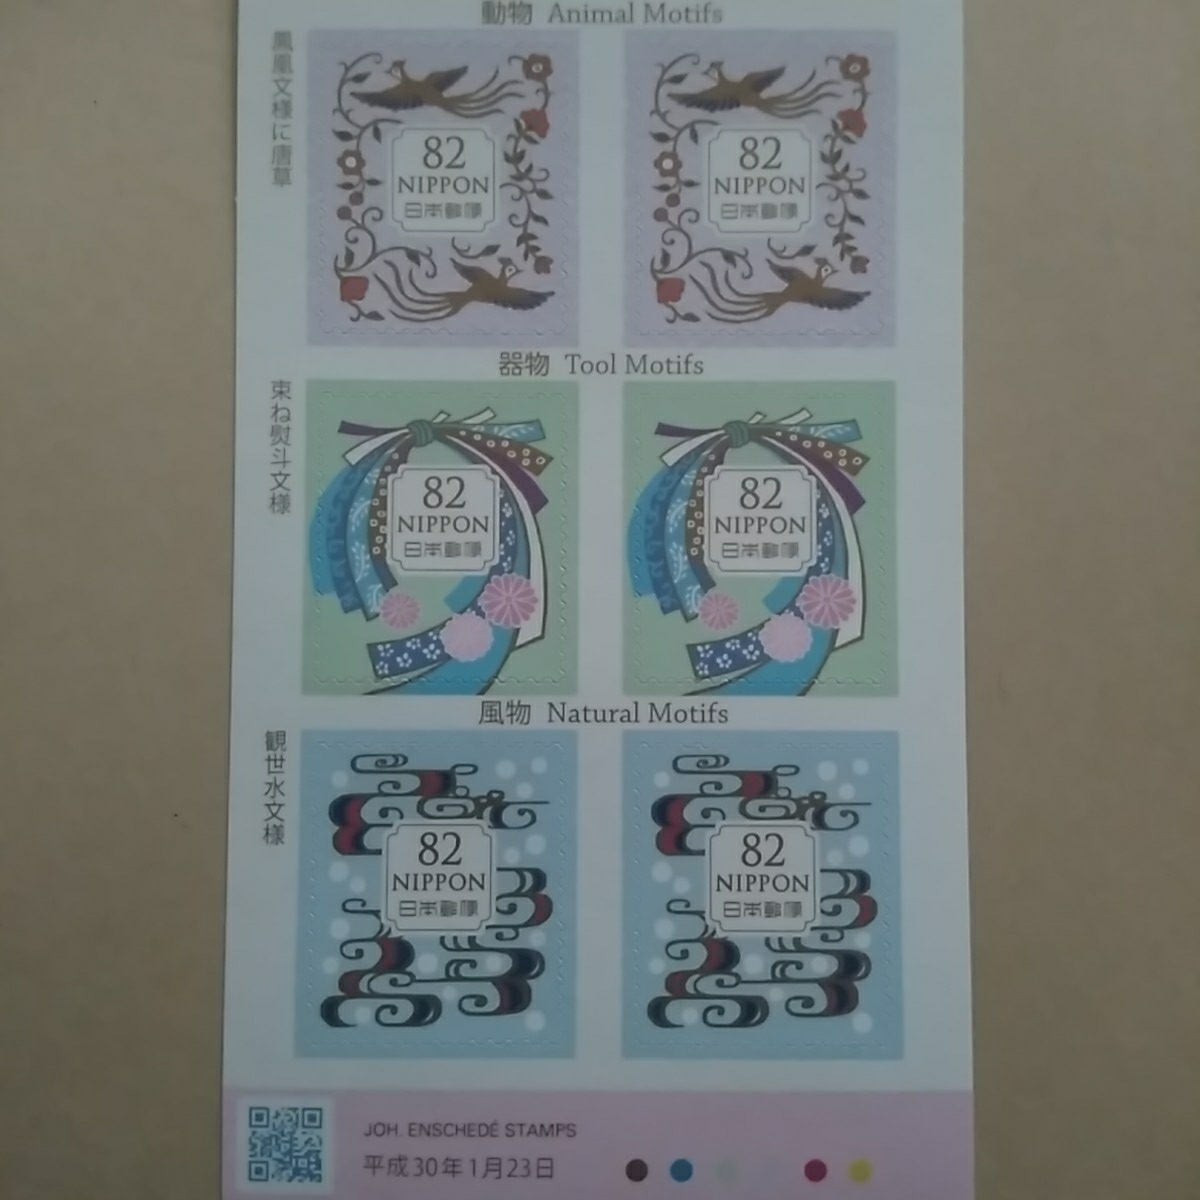 動物 Animal Motifs
鳳凰文様に唐草
82
NIPPON
日本郵便
82
NIPPON
日本郵便
器物 Tool Motifs
束ね熨斗文様
82
NIPPON
日本郵便
82
NIPPON
日本郵便
風物 Natural Motifs
観世水文様
82
NIPPON
日本郵便
82
NIPPON
日本郵便
JOH. ENSCHEDÉ STAMPS
平成30年1月23日